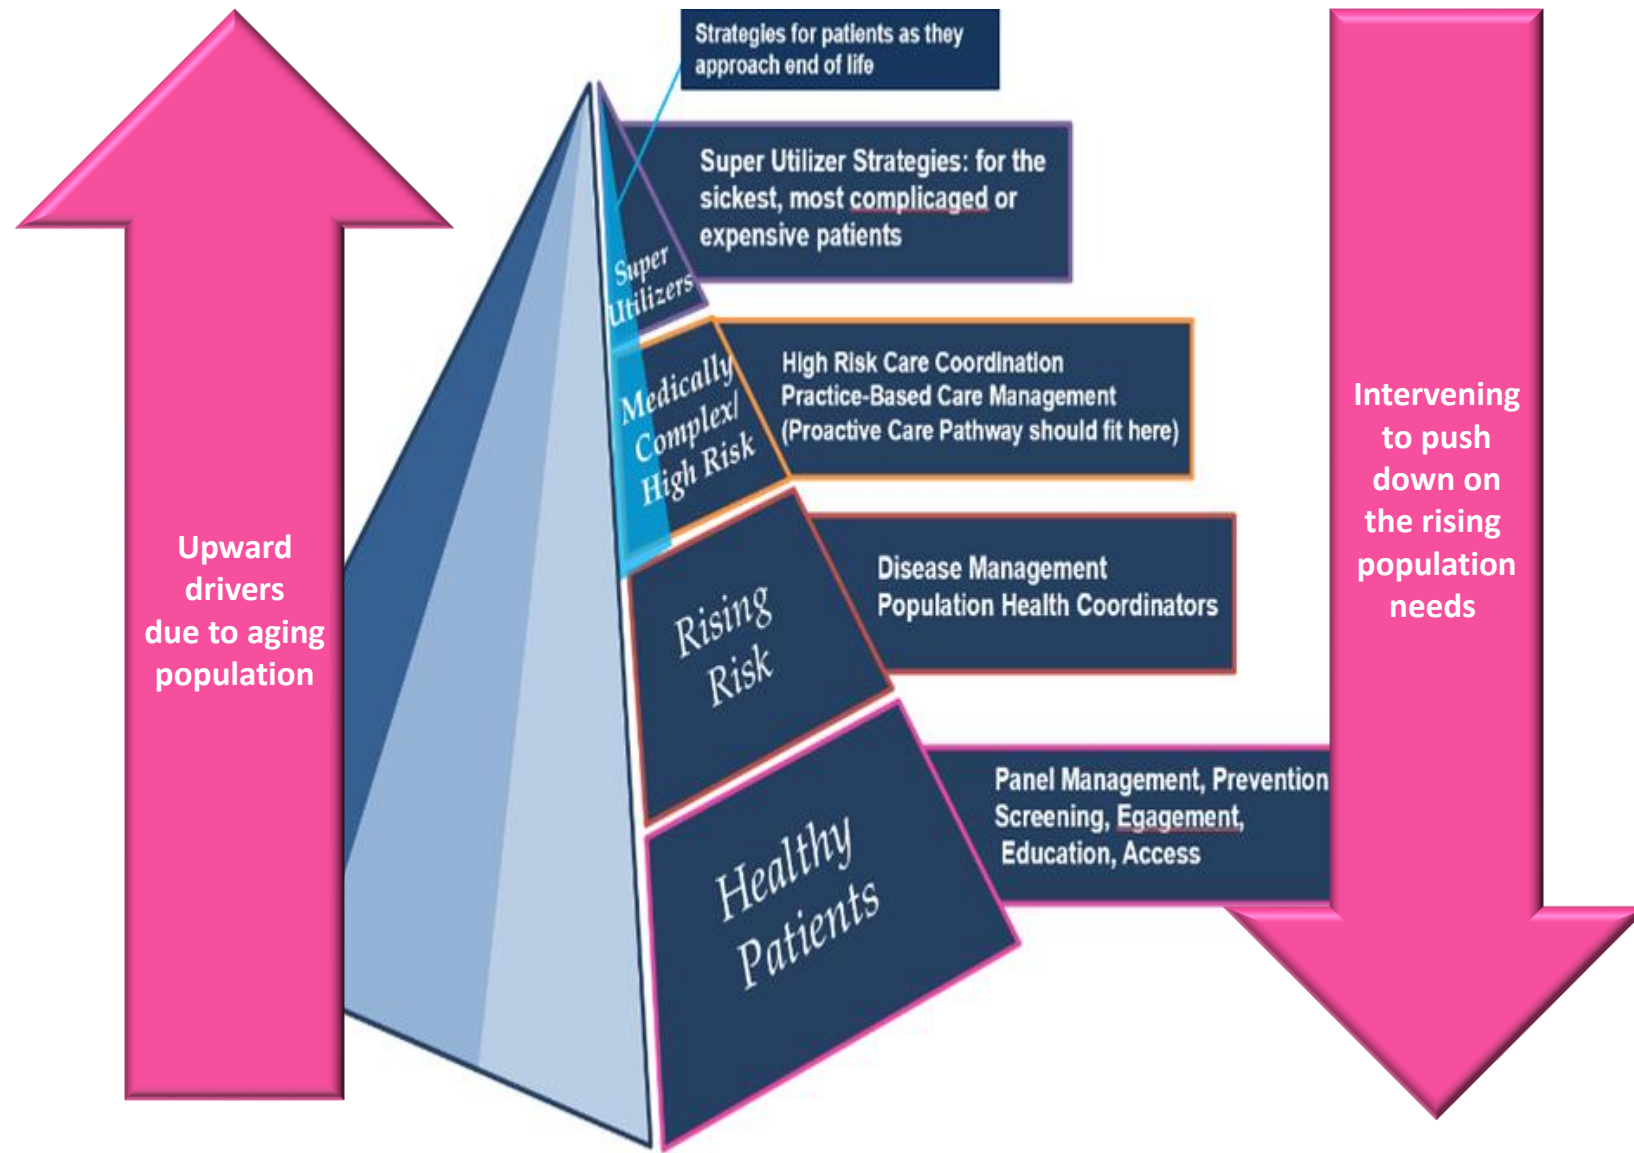 Strategies for patients as they
approach end of life
Super Utilizer Strategies: for the
sickest, most complicaged or
expensive patients
Super
Utilizers
High Risk Care Coordination
Practice-Based Care Management
(Proactive Care Pathway should fit here)
Medically
Complex/
High Risk
Disease Management
Population Health Coordinators
Rising
Risk
Panel Management, Prevention
Screening, Egagement,
Education, Access
Healthy
Patients
Upward
drivers
due to aging
population
Intervening
to push
down on
the rising
population
needs